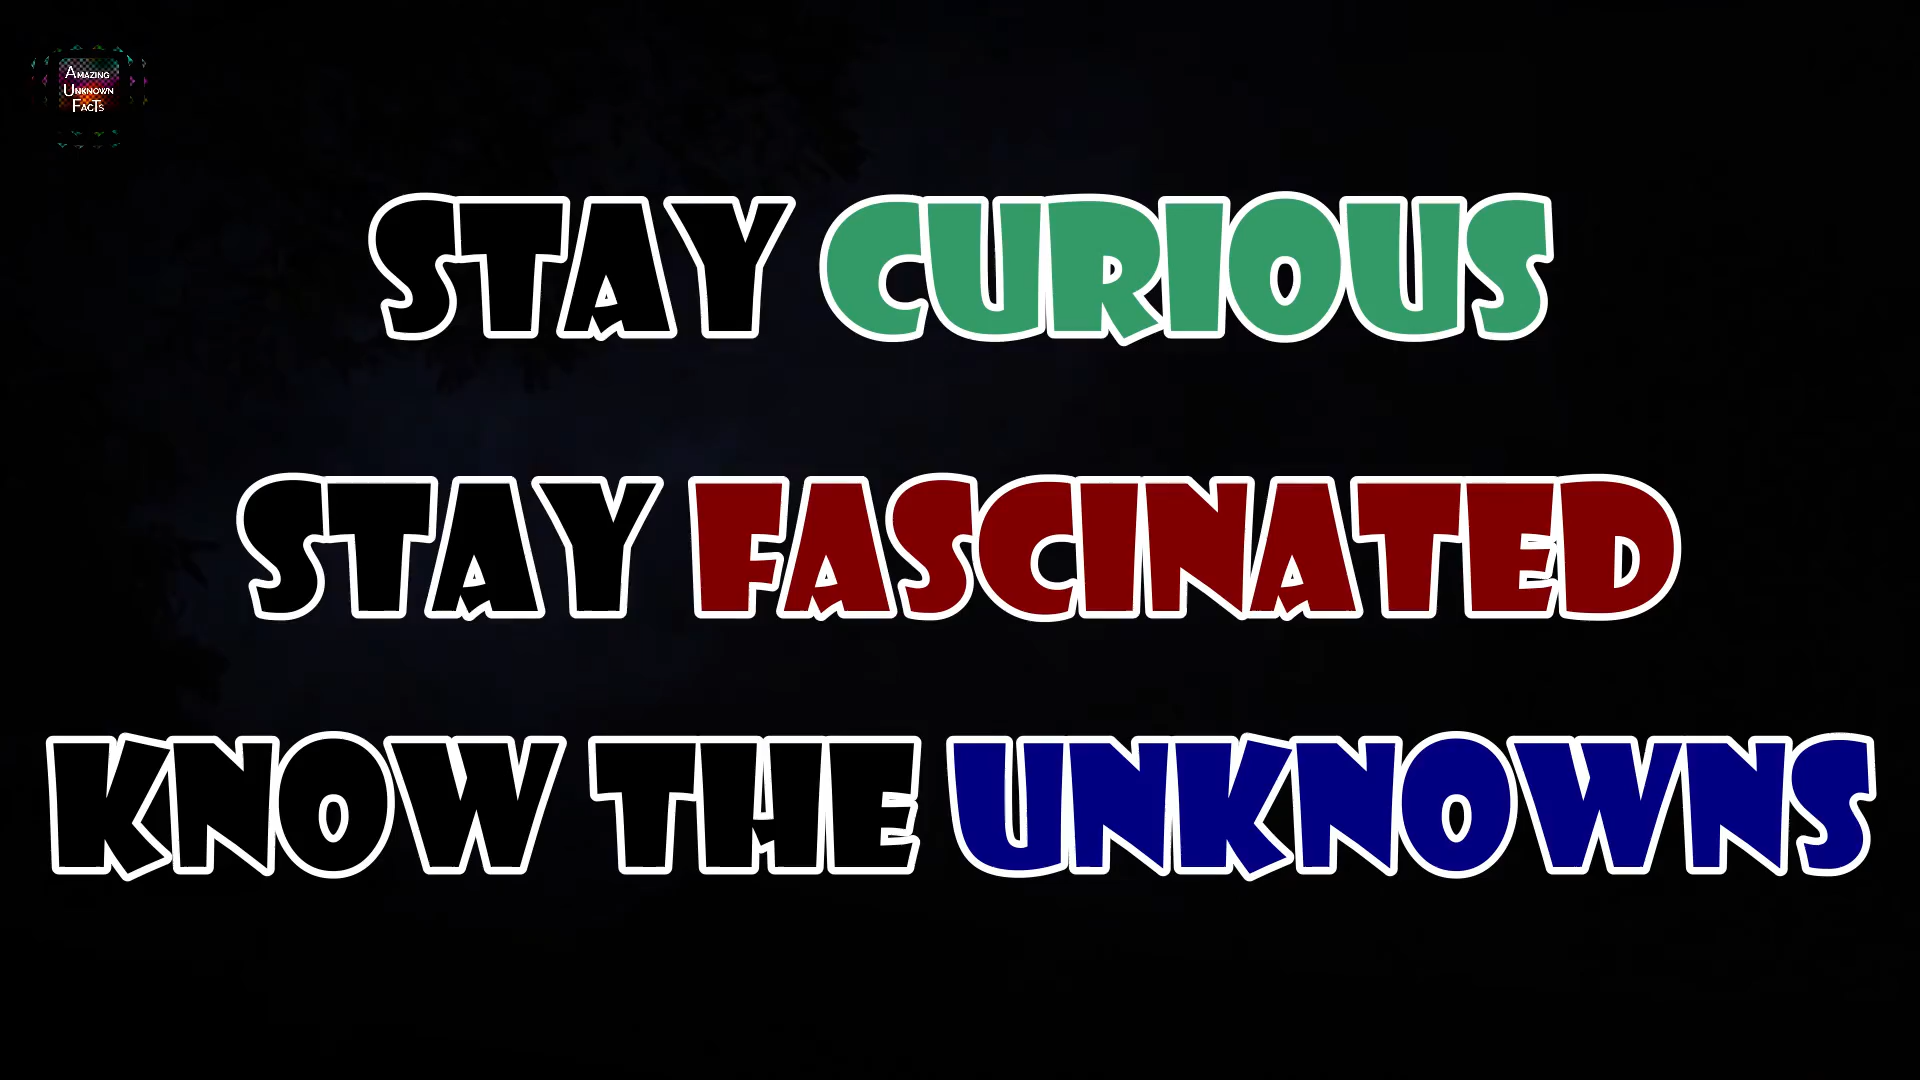 Amazing
Unknown
Facts
STAY CURIOUS
STAY FASCINATED
KNOW THE UNKNOWNS